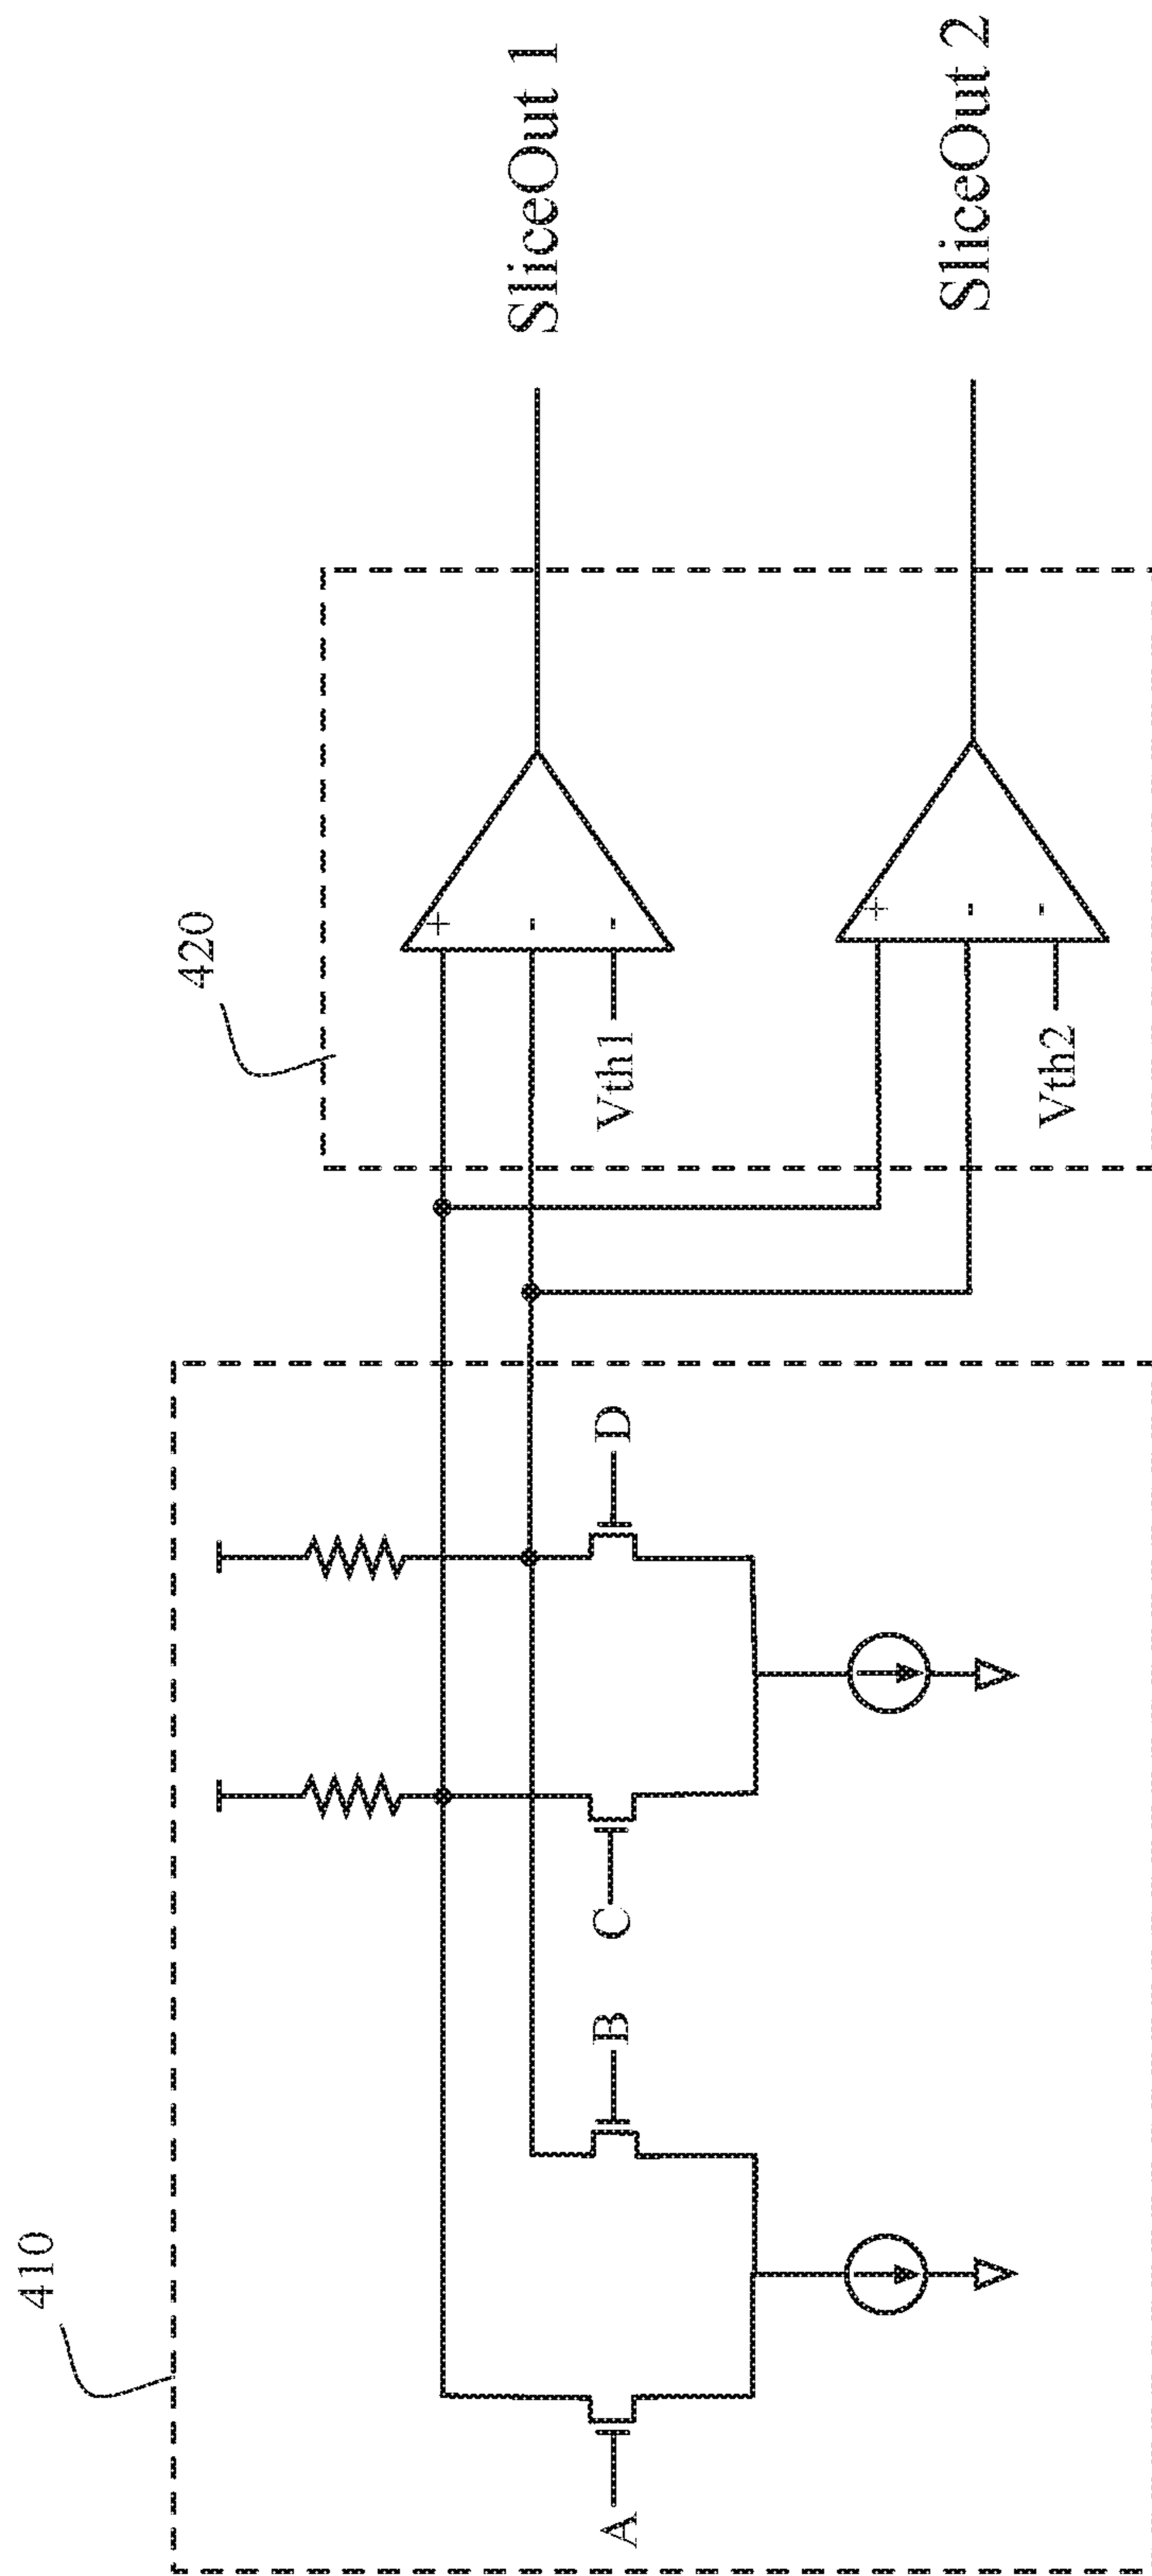 410
420
A
B
C
D
+
-
-
Vth1
SliceOut 1
+
-
-
Vth2
SliceOut 2